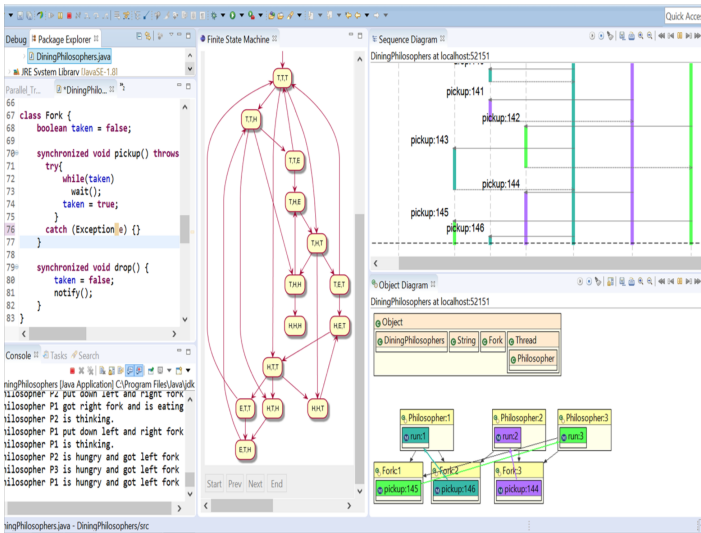 Quick Acces
Debug Package Explorer
DiningPhilosophers.java
JRE System Library [JavaSE-1.8]
Parallel_Tr... *DiningPhilo...
66
67 class Fork {
68 boolean taken = false;
69
70 synchronized void pickup() throws
71 try{
72 while(taken)
73 wait();
74 taken = true;
75 }
76 catch (Exception e) {}
77 }
78
79 synchronized void drop() {
80 taken = false;
81 notify();
82 }
83 }
Console Tasks Search
ningPhilosophers [Java Application] C:\Program Files\Java\jdk
hilosopher P2 put down left and right fork
hilosopher P1 got right fork and is eating
hilosopher P2 is thinking.
hilosopher P1 put down left and right fork
hilosopher P1 is thinking.
hilosopher P2 is hungry and got left fork
hilosopher P3 is hungry and got left fork
hilosopher P1 is hungry and got left fork
Finite State Machine
T,T,T
T,T,H
T,T,E
T,H,E
T,H,T
T,H,H
T,E,T
H,H,H
H,E,T
H,T,T
E,T,T
H,T,H
H,H,T
E,T,H
Start Prev Next End
Sequence Diagram
DiningPhilosophers at localhost:52151
pickup:141
pickup:142
pickup:143
pickup:144
pickup:145
pickup:146
Object Diagram
DiningPhilosophers at localhost:52151
Object
DiningPhilosophers String Fork Thread
Philosopher
Philosopher:1 Philosopher:2 Philosopher:3
run:1 run:2 run:3
Fork:1 Fork:2 Fork:3
pickup:145 pickup:146 pickup:144
ningPhilosophers.java - DiningPhilosophers/src